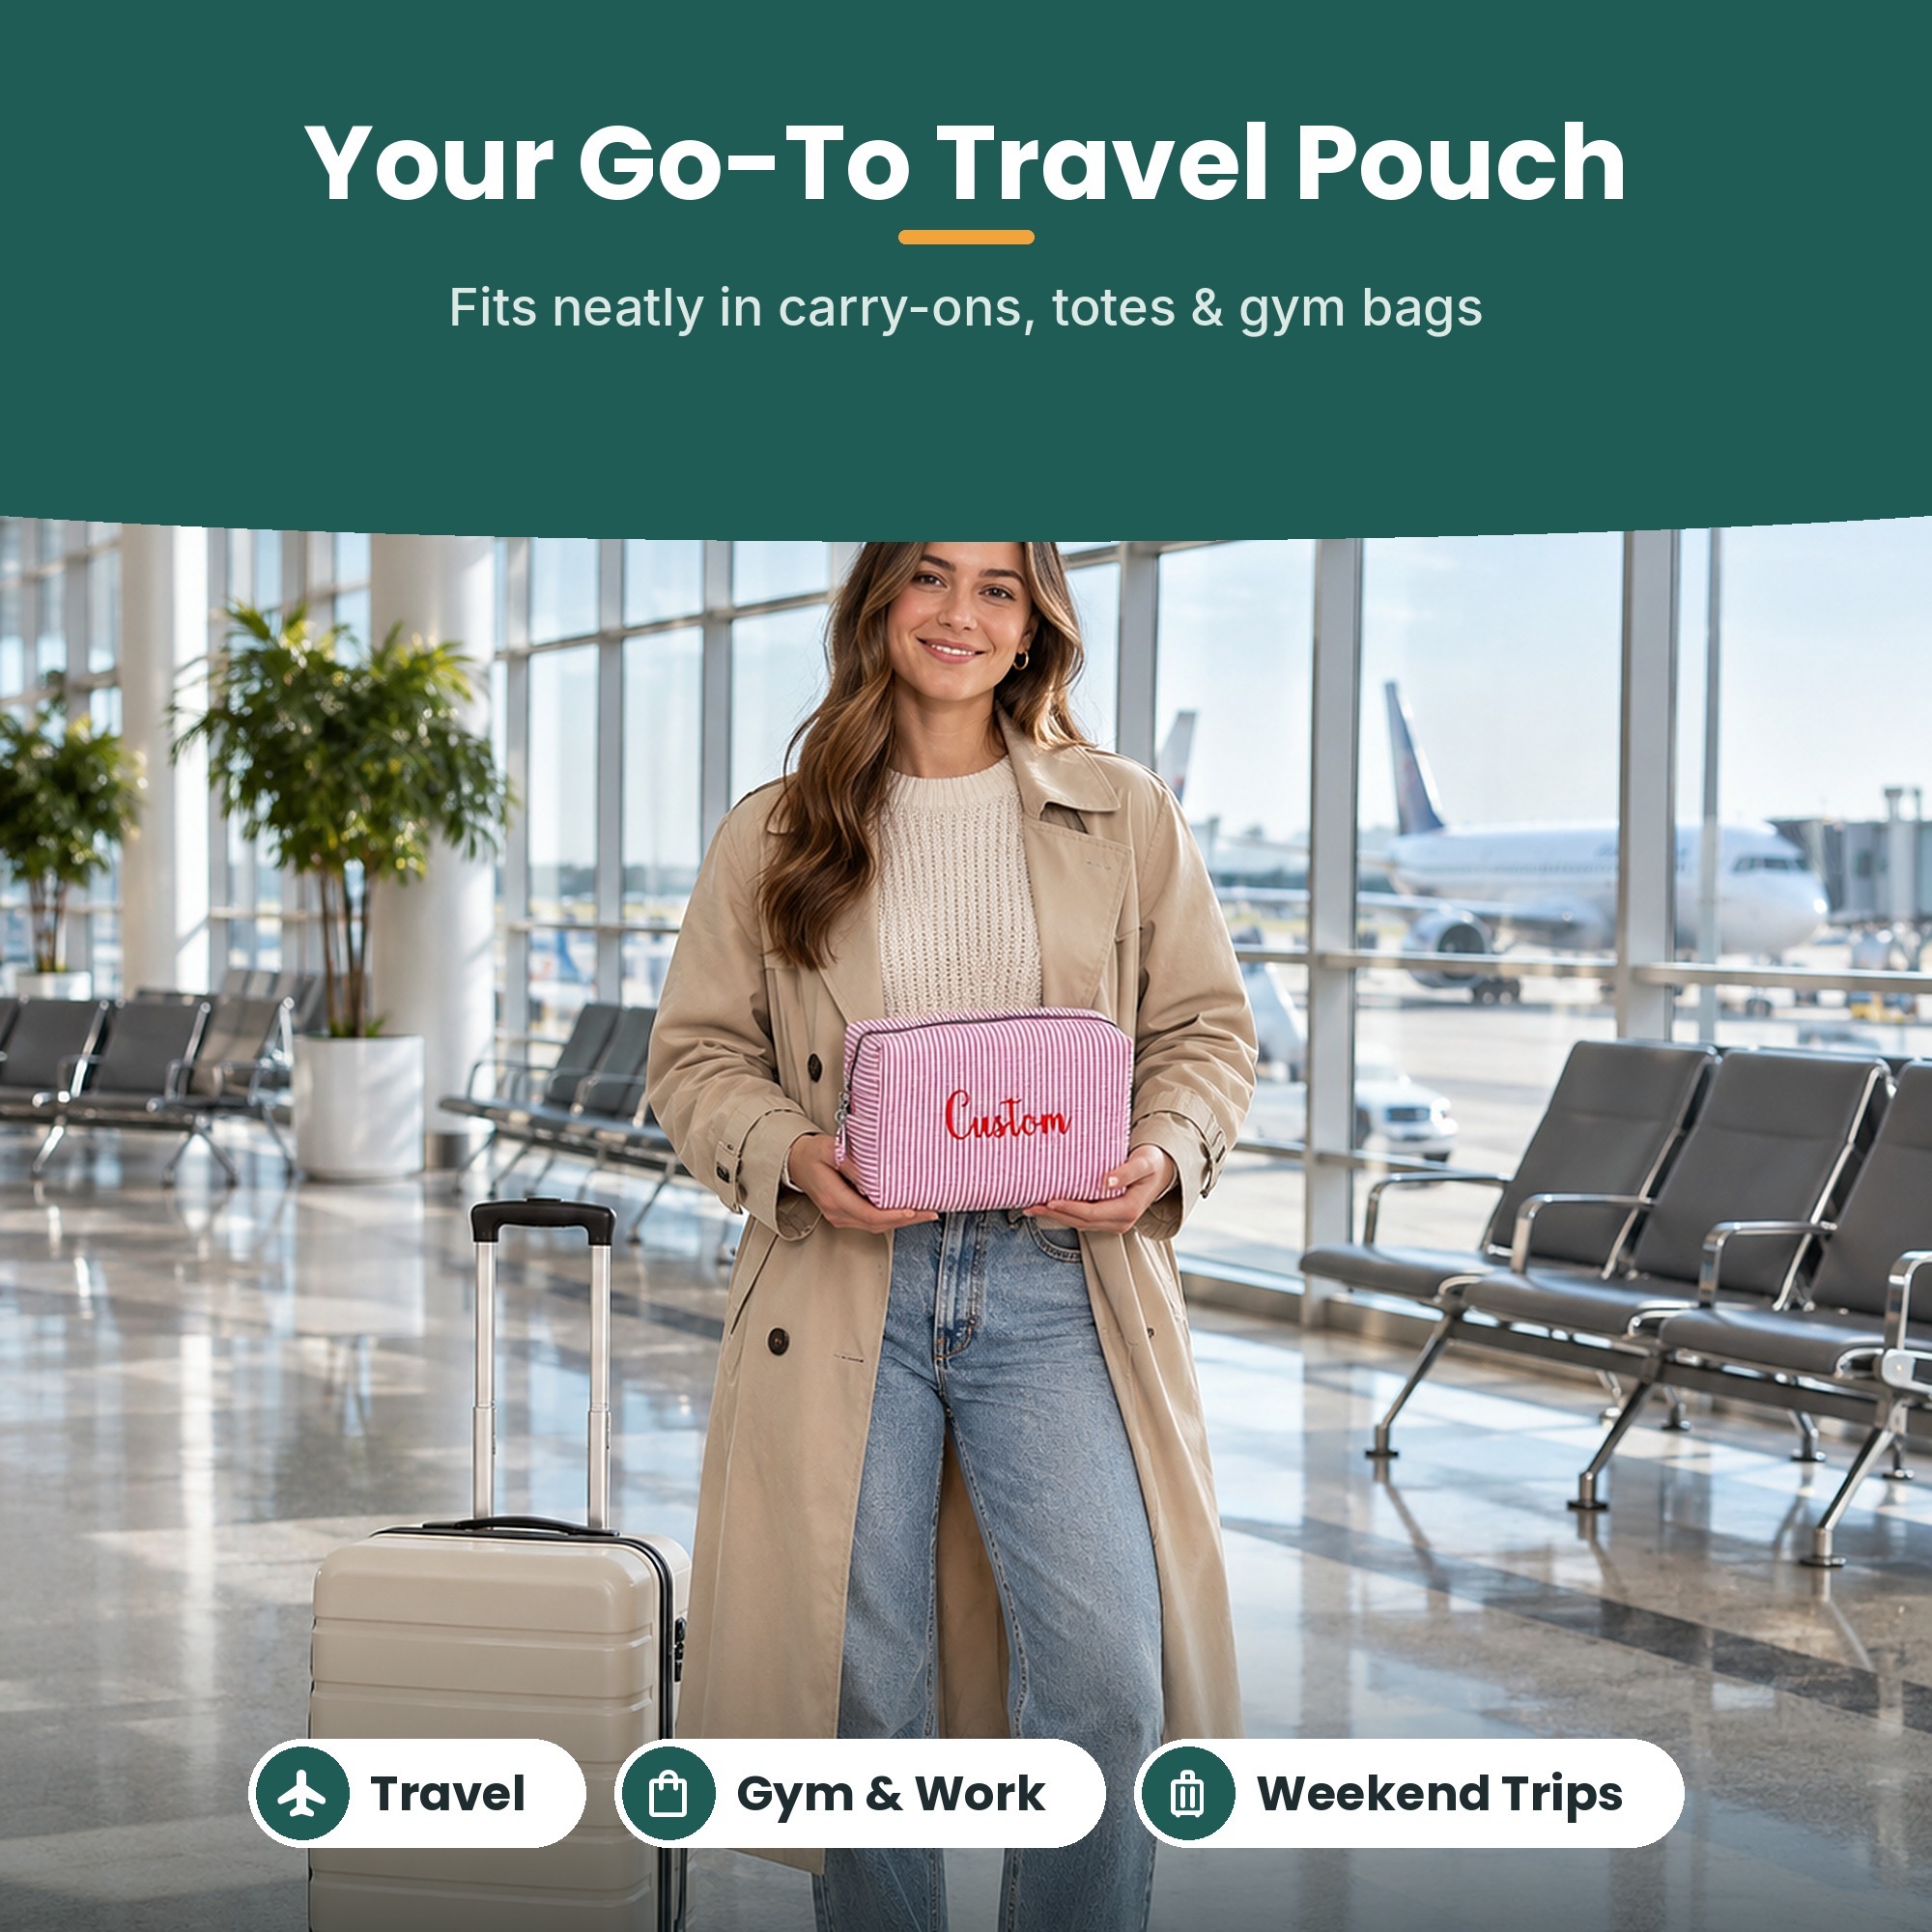 Your Go-To Travel Pouch
Fits neatly in carry-ons, totes & gym bags
Custom
Travel
Gym & Work
Weekend Trips